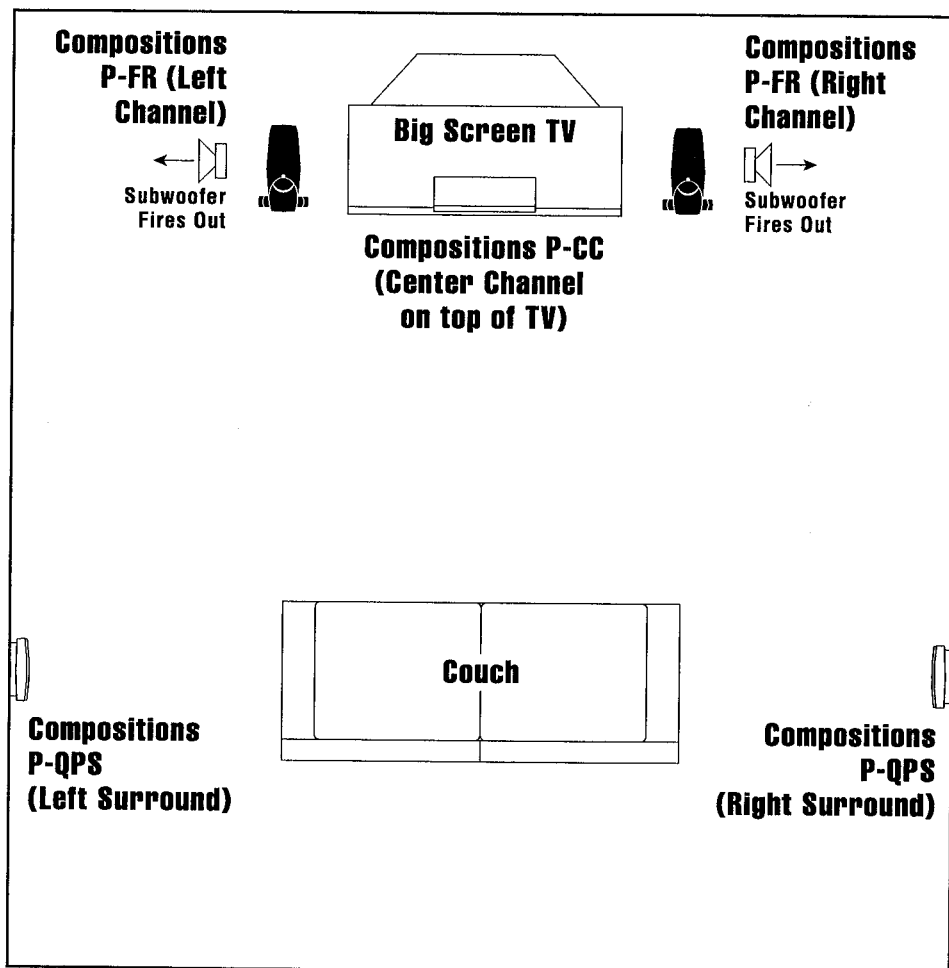 Compositions
P-FR (Left
Channel)
Subwoofer
Fires Out
Big Screen TV
Compositions P-CC
(Center Channel
on top of TV)
Compositions
P-FR (Right
Channel)
Subwoofer
Fires Out
Couch
Compositions
P-QPS
(Left Surround)
Compositions
P-QPS
(Right Surround)